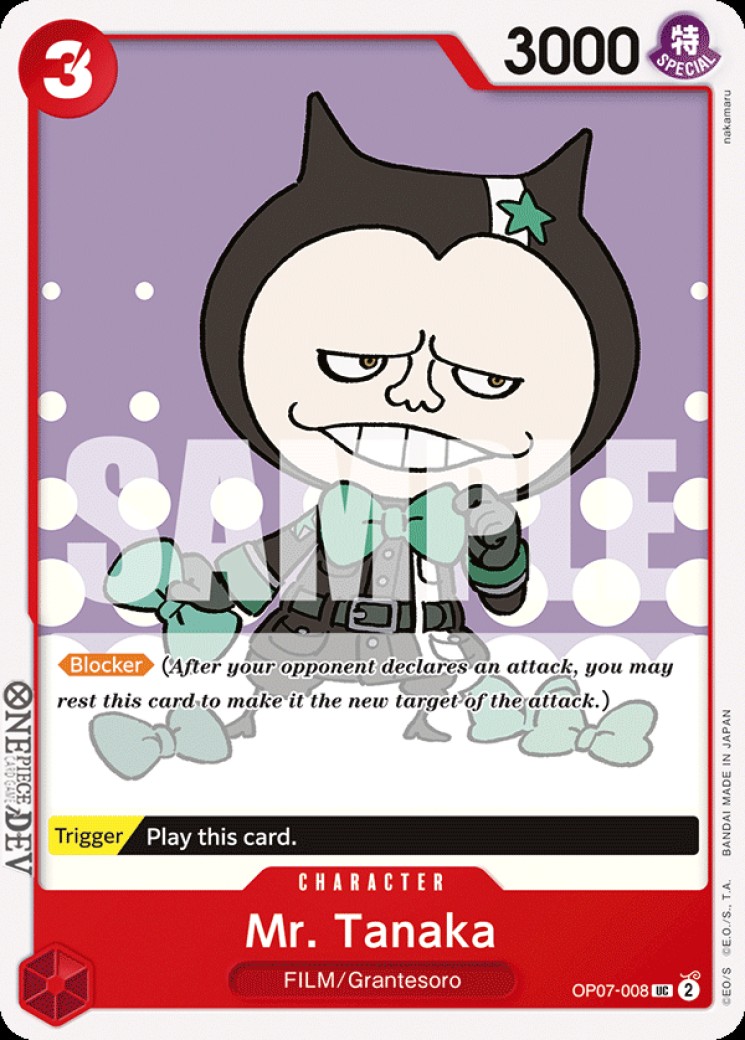 3
3000
特
SPECIAL
nakamaru
SAMPLE
Blocker (After your opponent declares an attack, you may
rest this card to make it the new target of the attack.)
Trigger Play this card.
CHARACTER
Mr. Tanaka
FILM/Grantesoro
OP07-008 UC 2
ONE PIECE
CARD GAME
/DEV
©E.O/S ©E.O./S., T.A. BANDAI MADE IN JAPAN